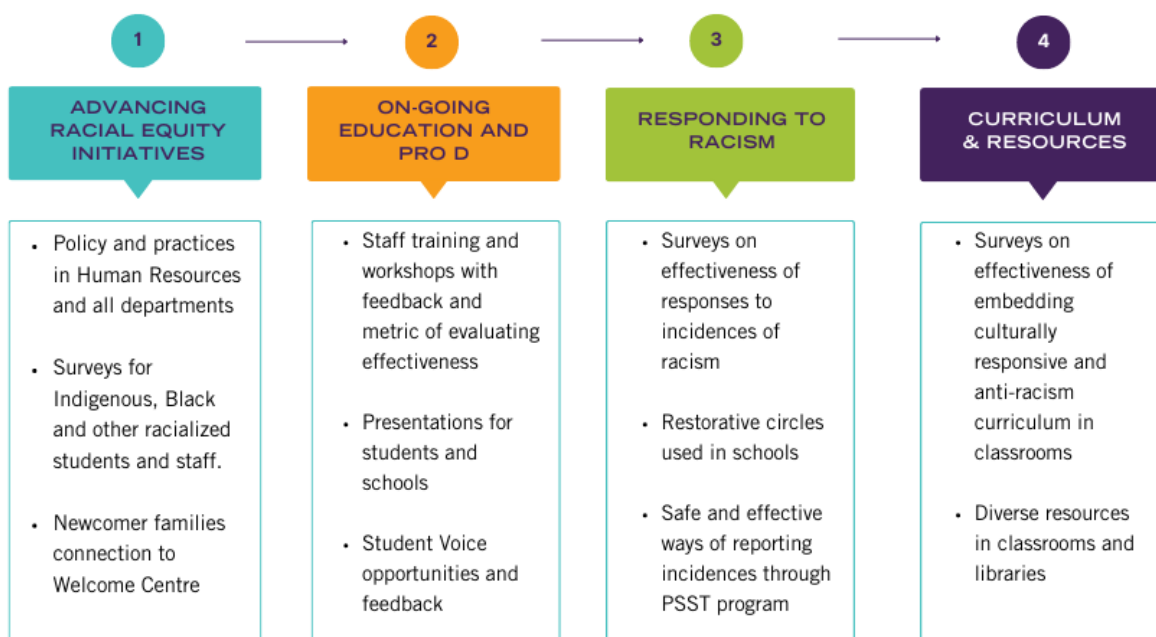 1
2
3
4
ADVANCING
RACIAL EQUITY
INITIATIVES
ON-GOING
EDUCATION AND
PRO D
RESPONDING TO
RACISM
CURRICULUM
& RESOURCES
• Policy and practices
in Human Resources
and all departments
• Surveys for
Indigenous, Black
and other racialized
students and staff.
• Newcomer families
connection to
Welcome Centre
• Staff training and
workshops with
feedback and
metric of evaluating
effectiveness
• Presentations for
students and
schools
• Student Voice
opportunities and
feedback
• Surveys on
effectiveness of
responses to
incidences of
racism
• Restorative circles
used in schools
• Safe and effective
ways of reporting
incidences through
PSST program
• Surveys on
effectiveness of
embedding
culturally
responsive and
anti-racism
curriculum in
classrooms
• Diverse resources
in classrooms and
libraries